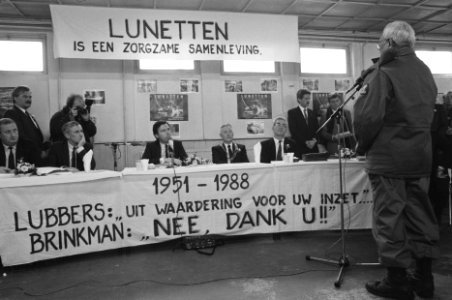 LUNETTEN
IS EEN ZORGZAME SAMENLEVING.
1951 - 1988
LUBBERS: „UIT WAARDERING VOOR UW INZET....
BRINKMAN: „NEE, DANK U!!"